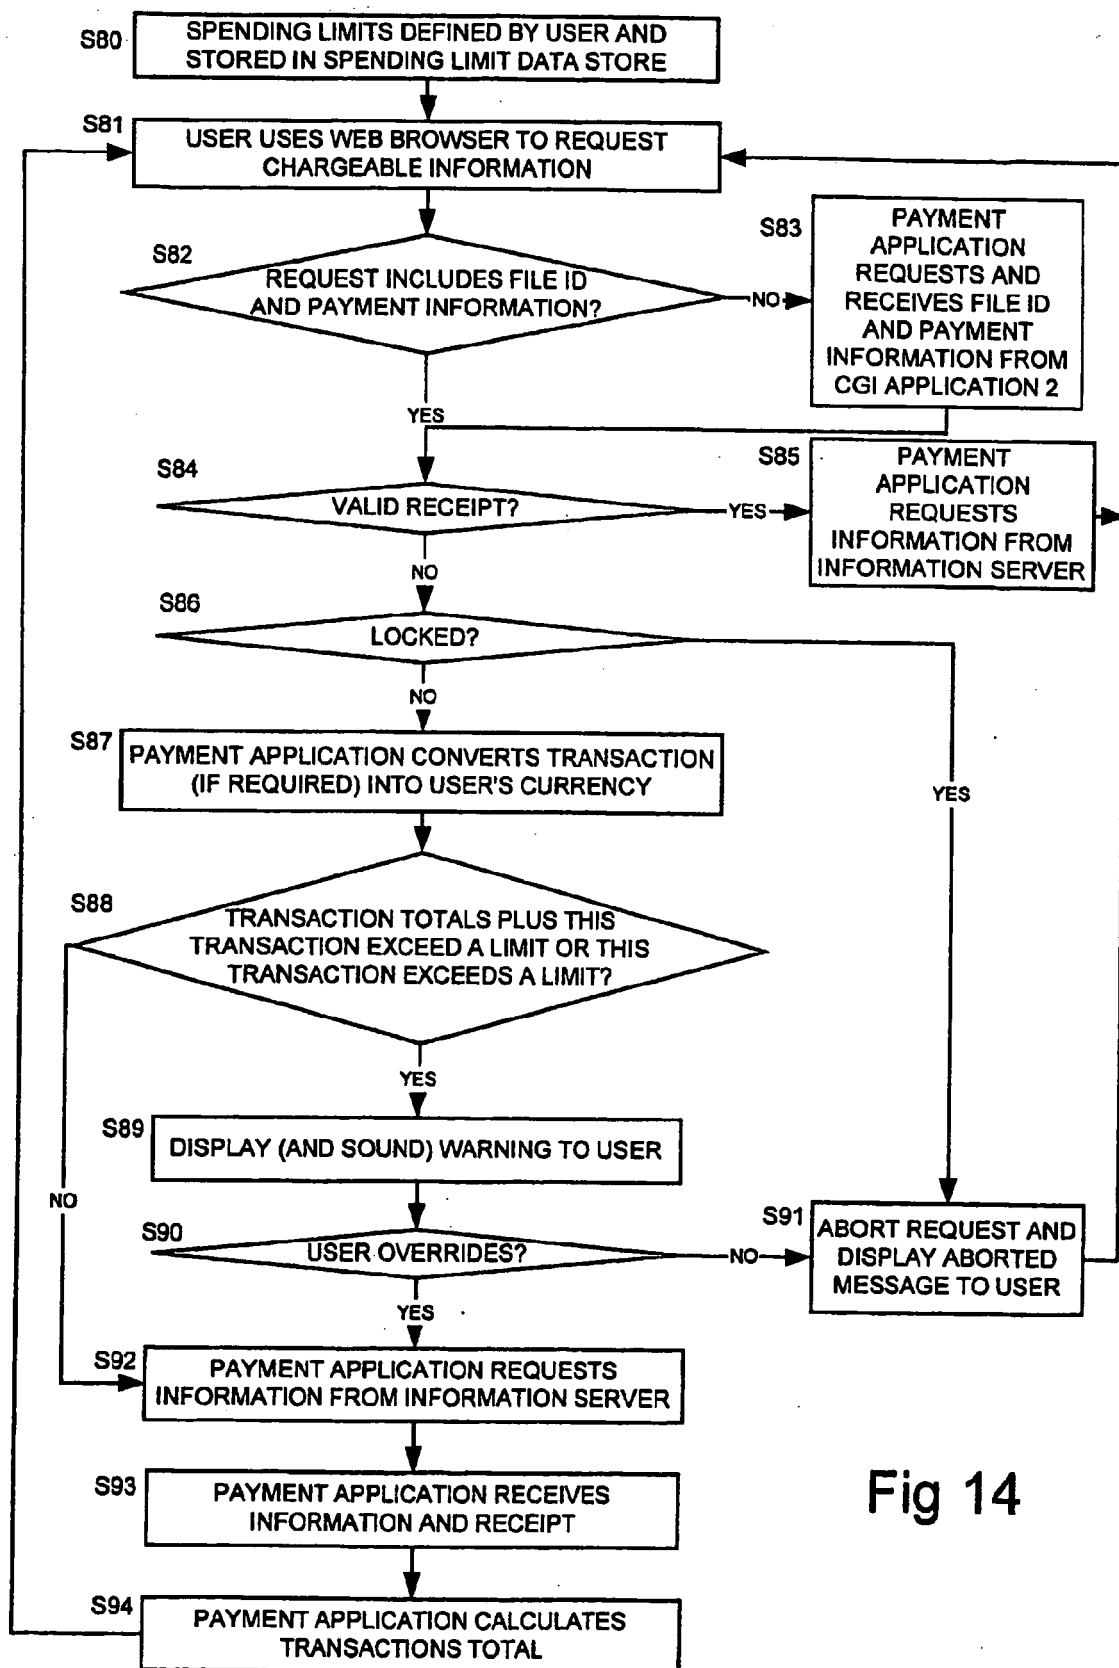 S80
SPENDING LIMITS DEFINED BY USER AND
STORED IN SPENDING LIMIT DATA STORE
S81
USER USES WEB BROWSER TO REQUEST
CHARGEABLE INFORMATION
S82
REQUEST INCLUDES FILE ID
AND PAYMENT INFORMATION?
NO
S83
PAYMENT
APPLICATION
REQUESTS AND
RECEIVES FILE ID
AND PAYMENT
INFORMATION FROM
CGI APPLICATION 2
YES
S84
VALID RECEIPT?
YES
S85
PAYMENT
APPLICATION
REQUESTS
INFORMATION FROM
INFORMATION SERVER
NO
S86
LOCKED?
NO
YES
S87
PAYMENT APPLICATION CONVERTS TRANSACTION
(IF REQUIRED) INTO USER'S CURRENCY
S88
TRANSACTION TOTALS PLUS THIS
TRANSACTION EXCEED A LIMIT OR THIS
TRANSACTION EXCEEDS A LIMIT?
YES
NO
S89
DISPLAY (AND SOUND) WARNING TO USER
S90
USER OVERRIDES?
NO
S91
ABORT REQUEST AND
DISPLAY ABORTED
MESSAGE TO USER
YES
S92
PAYMENT APPLICATION REQUESTS
INFORMATION FROM INFORMATION SERVER
S93
PAYMENT APPLICATION RECEIVES
INFORMATION AND RECEIPT
Fig 14
S94
PAYMENT APPLICATION CALCULATES
TRANSACTIONS TOTAL